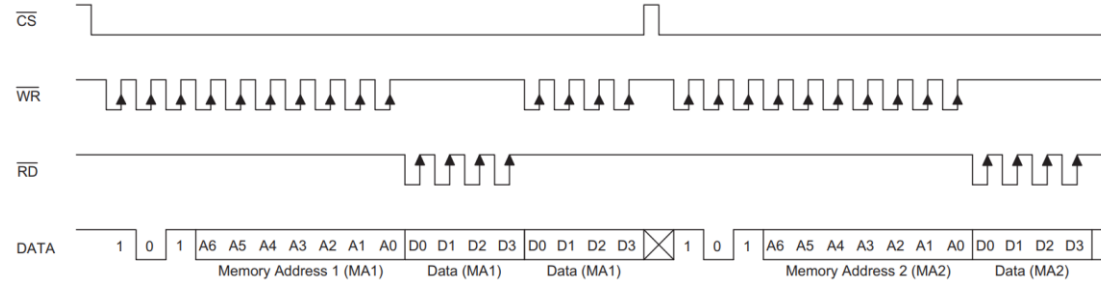 CS
WR
RD
DATA 1 0 1 A6 A5 A4 A3 A2 A1 A0 D0 D1 D2 D3 D0 D1 D2 D3 1 0 1 A6 A5 A4 A3 A2 A1 A0 D0 D1 D2 D3
Memory Address 1 (MA1) Data (MA1) Data (MA1) Memory Address 2 (MA2) Data (MA2)